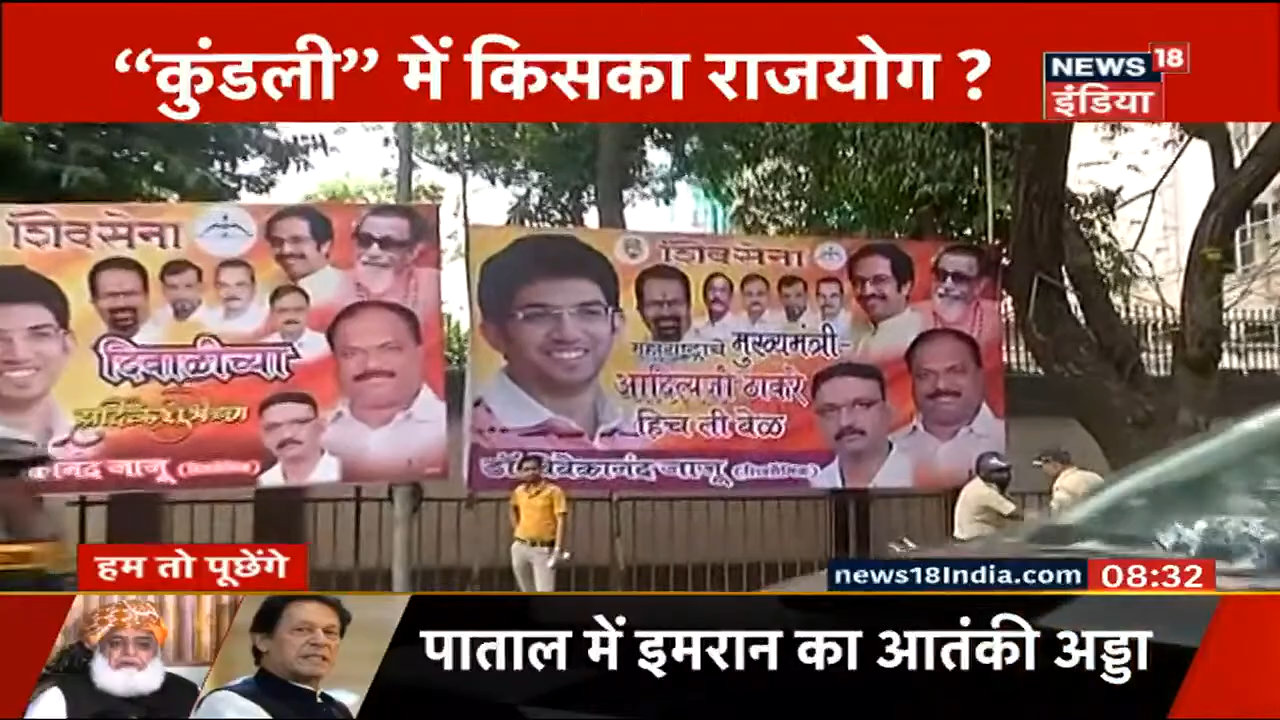 “कुंडली” में किसका राजयोग ?
NEWS 18
इंडिया
शिवसेना
दिवाळीच्या
शिवसेना
महाराष्ट्राचे मुख्यमंत्री-
आदित्यजी ठाकरे
हिच ती वेळ
जाजू
डॉ. विवेकानंद जाजू
हम तो पूछेंगे
news18India.com 08:32
पाताल में इमरान का आतंकी अड्डा